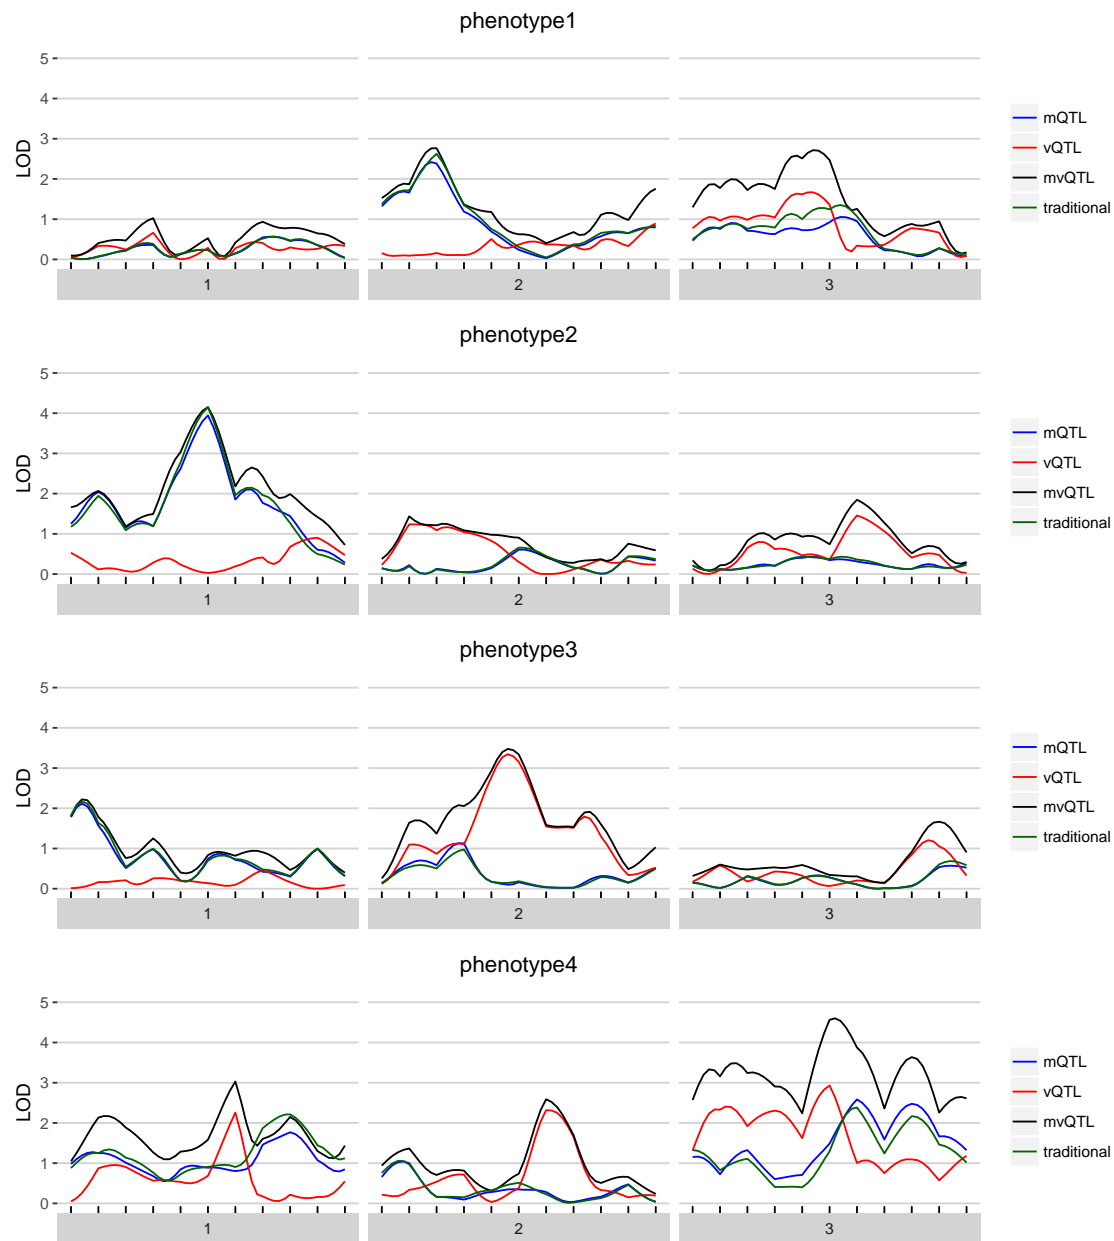 phenotype1
5
4
3
2
1
0
LOD
1
2
3
mQTL
vQTL
mvQTL
traditional
phenotype2
5
4
3
2
1
0
LOD
1
2
3
mQTL
vQTL
mvQTL
traditional
phenotype3
5
4
3
2
1
0
LOD
1
2
3
mQTL
vQTL
mvQTL
traditional
phenotype4
5
4
3
2
1
0
LOD
1
2
3
mQTL
vQTL
mvQTL
traditional